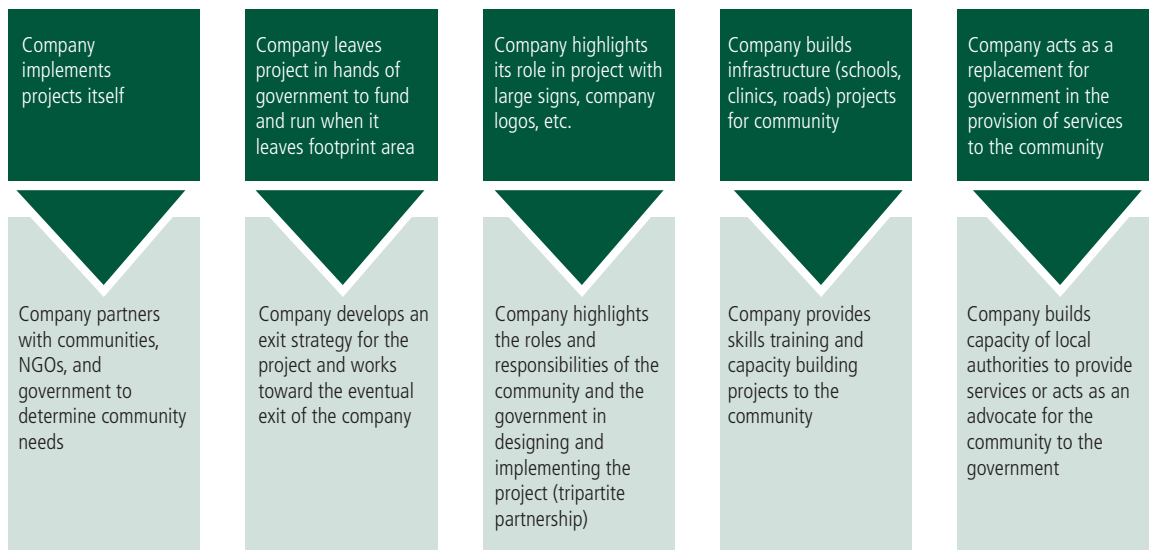 Company
implements
projects itself
Company leaves
project in hands of
government to fund
and run when it
leaves footprint area
Company highlights
its role in project with
large signs, company
logos, etc.
Company builds
infrastructure (schools,
clinics, roads) projects
for community
Company acts as a
replacement for
government in the
provision of services
to the community
Company partners
with communities,
NGOs, and
government to
determine community
needs
Company develops an
exit strategy for the
project and works
toward the eventual
exit of the company
Company highlights
the roles and
responsibilities of the
community and the
government in
designing and
implementing the
project (tripartite
partnership)
Company provides
skills training and
capacity building
projects to the
community
Company builds
capacity of local
authorities to provide
services or acts as an
advocate for the
community to the
government